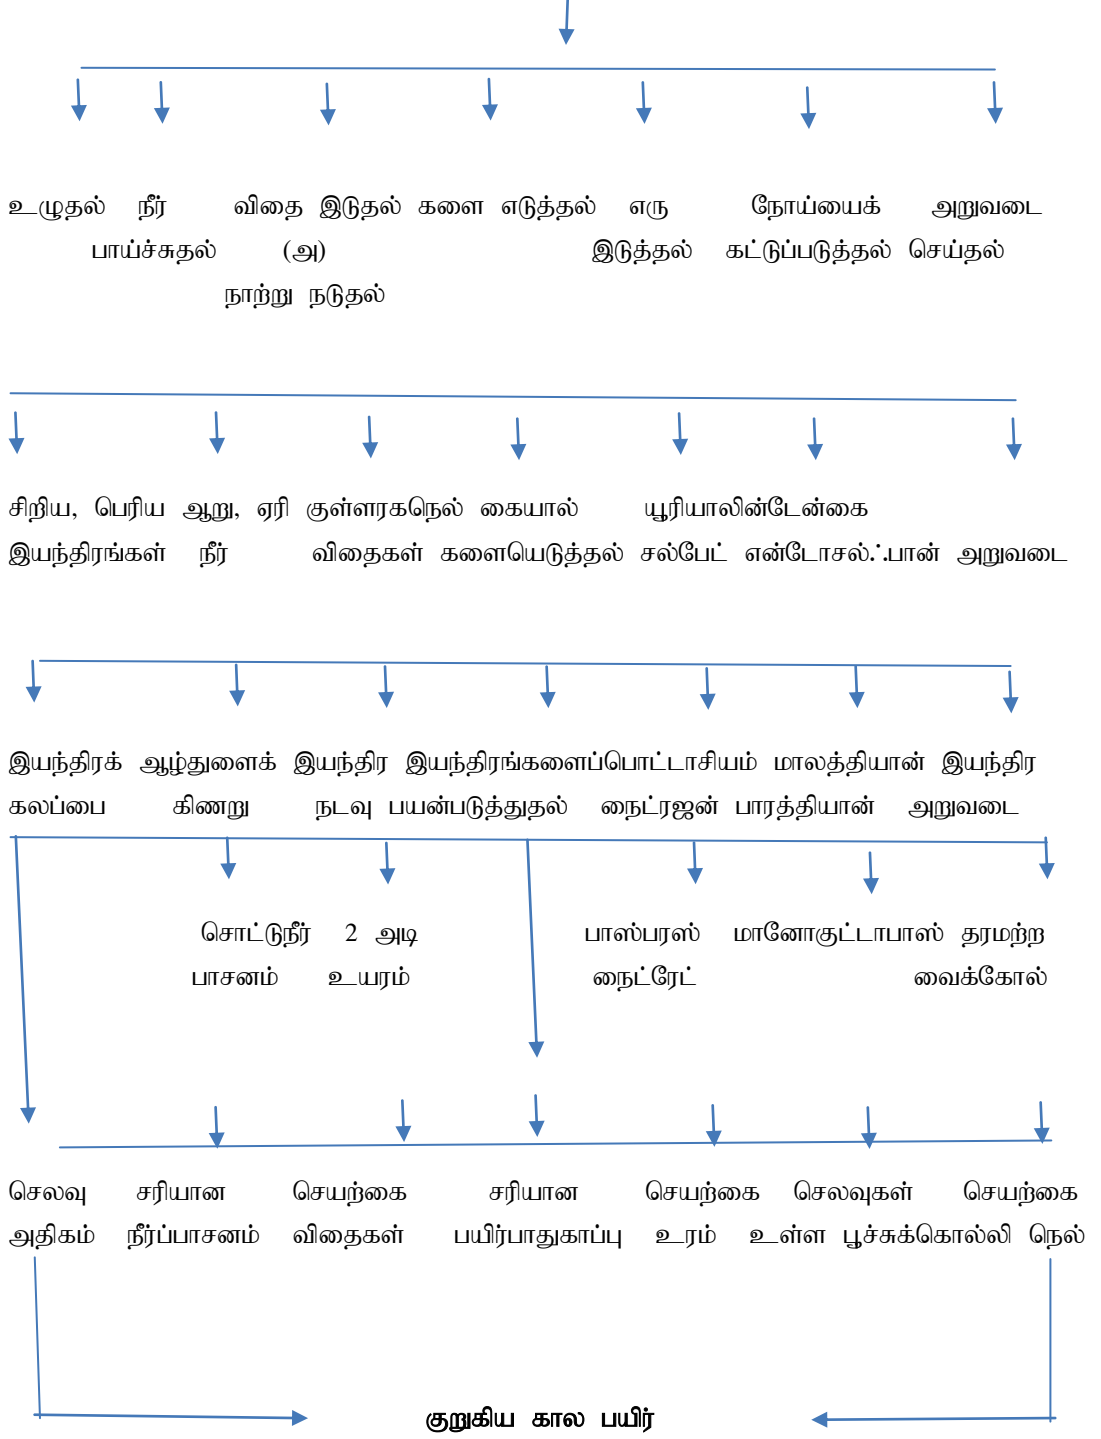 உழுதல் நீர் விதை இடுதல் களை எடுத்தல் எரு நோய்யைக் அறுவடை
பாய்ச்சுதல் (அ) இடுத்தல் கட்டுப்படுத்தல் செய்தல்
நாற்று நடுதல்
சிறிய, பெரிய ஆறு, ஏரி குள்ளரகநெல் கையால் யூரியாலின்டேன்கை
இயந்திரங்கள் நீர் விதைகள் களையெடுத்தல் சல்பேட் என்டோசல்ஃபான் அறுவடை
இயந்திரக் ஆழ்துளைக் இயந்திர இயந்திரங்களைப்பொட்டாசியம் மாலத்தியான் இயந்திர
கலப்பை கிணறு நடவு பயன்படுத்துதல் நைட்ரஜன் பாரத்தியான் அறுவடை
சொட்டுநீர் 2 அடி பாஸ்பரஸ் மானோகுட்டாபாஸ் தரமற்ற
பாசனம் உயரம் நைட்ரேட் வைக்கோல்
செலவு சரியான செயற்கை சரியான செயற்கை செலவுகள் செயற்கை
அதிகம் நீர்ப்பாசனம் விதைகள் பயிர்பாதுகாப்பு உரம் உள்ள பூச்சுக்கொல்லி நெல்
குறுகிய கால பயிர்